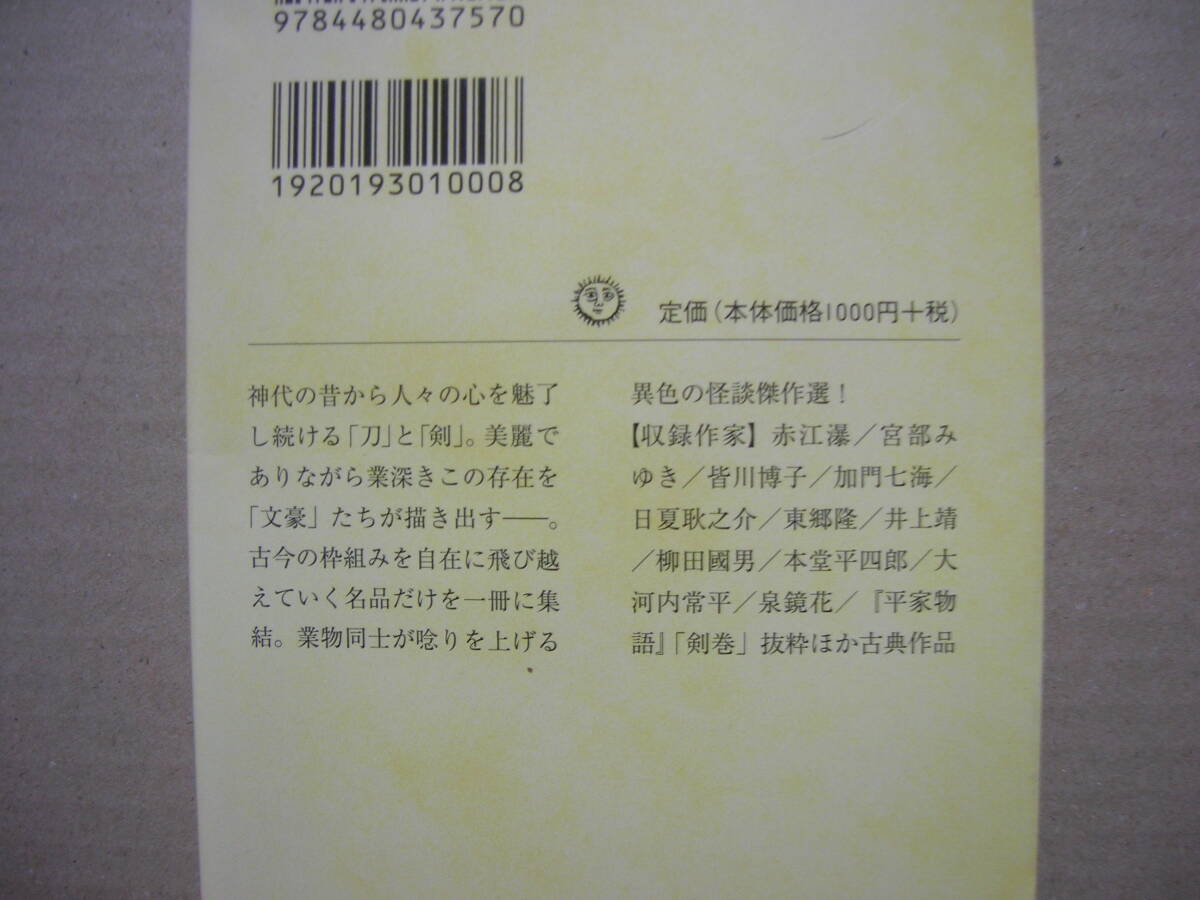 9784480437570
1920193010008
定価(本体価格1000円+税)
神代の昔から人々の心を魅了
し続ける「刀」と「剣」。美麗で
ありながら業深きこの存在を
「文豪」たちが描き出す――。
古今の枠組みを自在に飛び越
えていく名品だけを一冊に集
結。業物同士が唸りを上げる
異色の怪談傑作選!
【収録作家】赤江瀑/宮部み
ゆき/皆川博子/加門七海/
日夏耿之介/東郷隆/井上靖
/柳田國男/本堂平四郎/大
河内常平/泉鏡花/『平家物
語』「剣巻」抜粋ほか古典作品